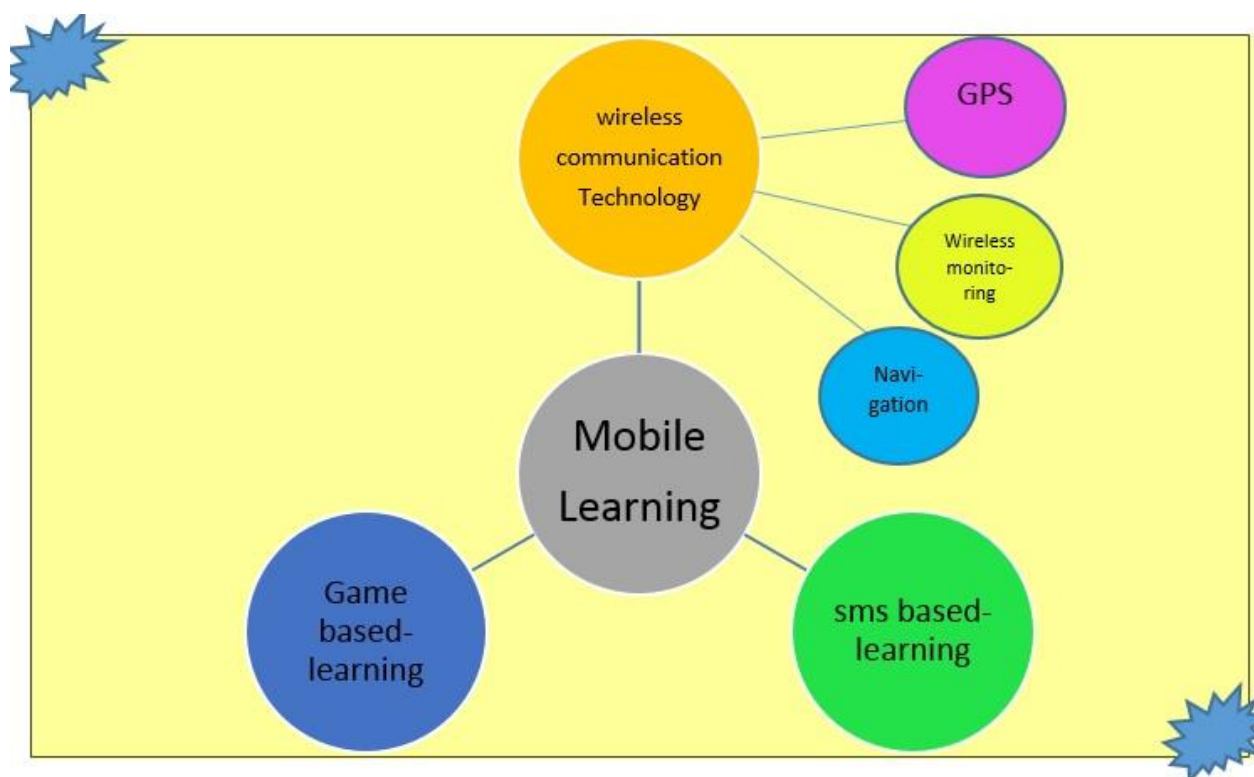 wireless
communication
Technology
GPS
Wireless
monito-
ring
Navi-
gation
Mobile
Learning
Game
based-
learning
sms based-
learning